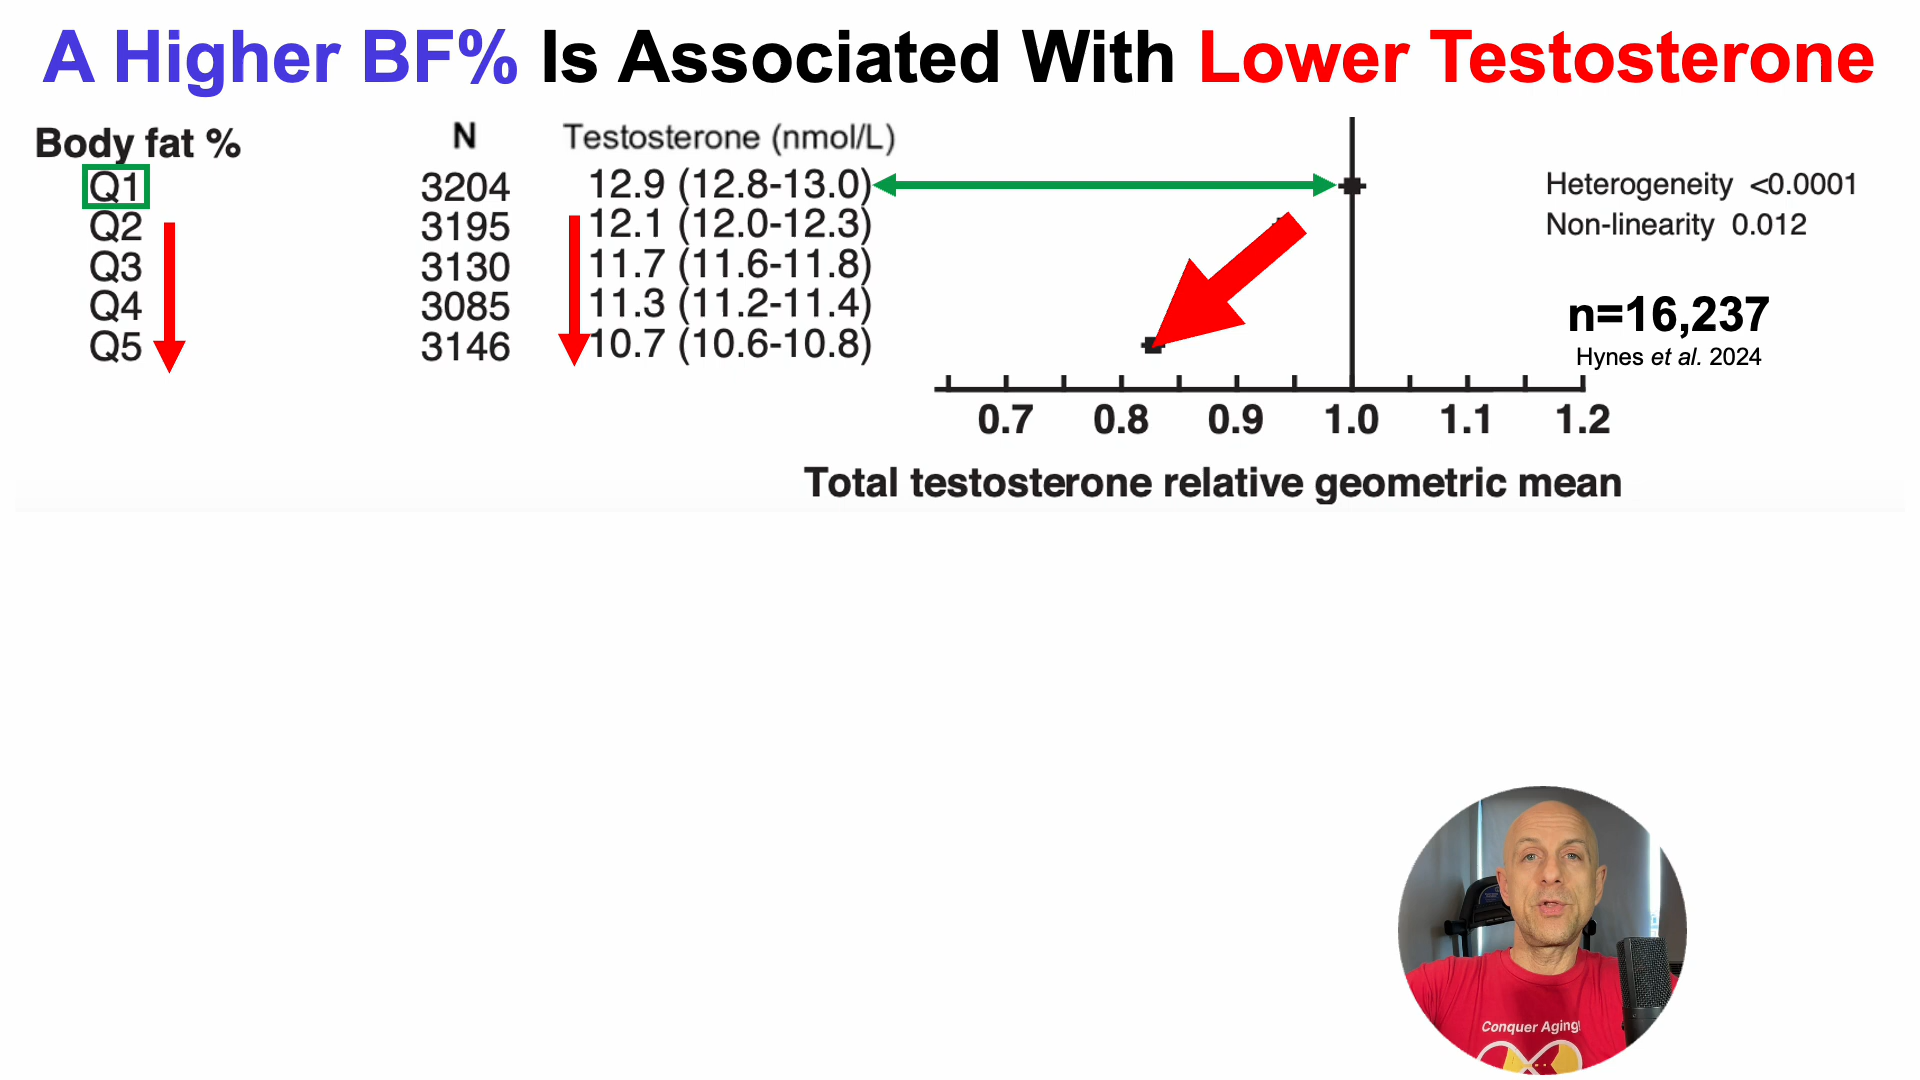 A Higher BF% Is Associated With Lower Testosterone
Body fat % N Testosterone (nmol/L)
Q1 3204 12.9 (12.8-13.0) Heterogeneity <0.0001
Q2 3195 12.1 (12.0-12.3) Non-linearity 0.012
Q3 3130 11.7 (11.6-11.8)
Q4 3085 11.3 (11.2-11.4) n=16,237
Q5 3146 10.7 (10.6-10.8) Hynes et al. 2024
0.7 0.8 0.9 1.0 1.1 1.2
Total testosterone relative geometric mean
Conquer Aging